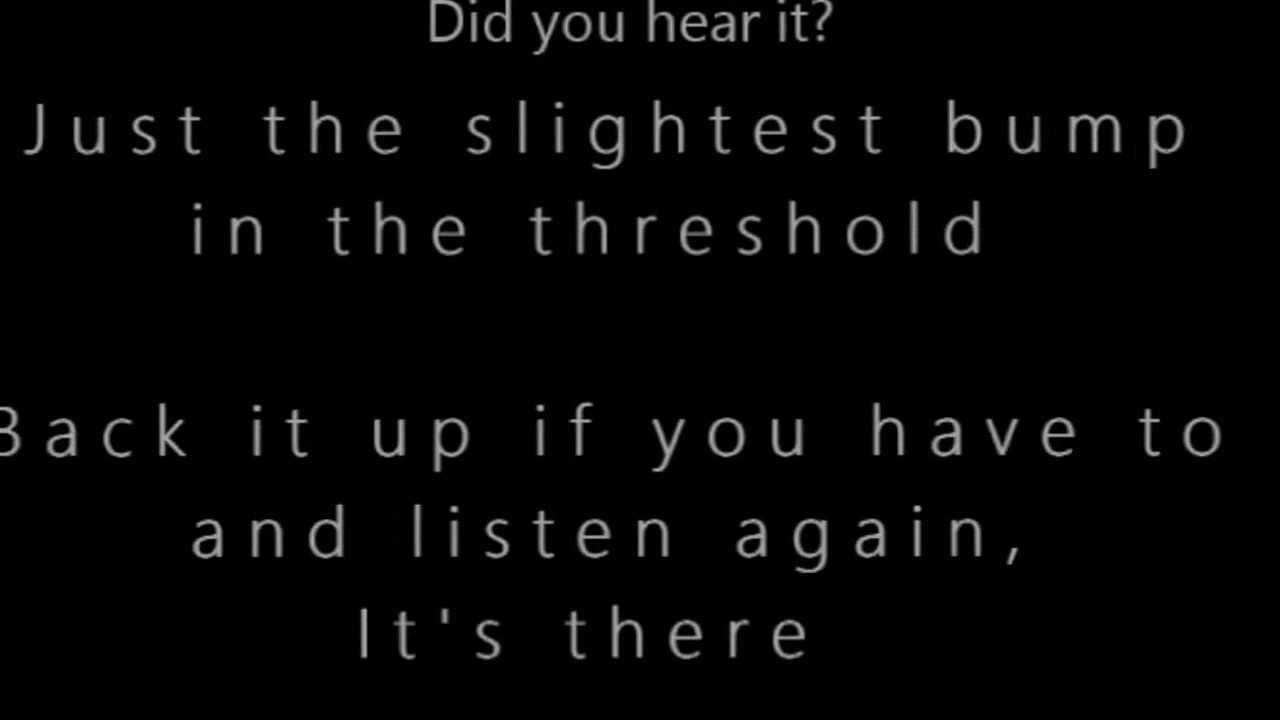 Did you hear it?
Just the slightest bump
in the threshold
Back it up if you have to
and listen again,
It's there